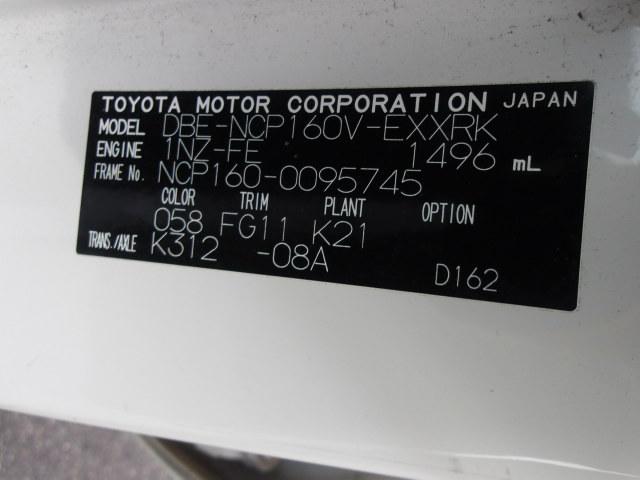 TOYOTA MOTOR CORPORATION JAPAN
MODEL DBE-NCP160V-EXXRK
ENGINE 1NZ-FE 1496 mL
FRAME No. NCP160-0095745
COLOR TRIM PLANT OPTION
058 FG11 K21
TRANS./AXLE K312 -08A
D162